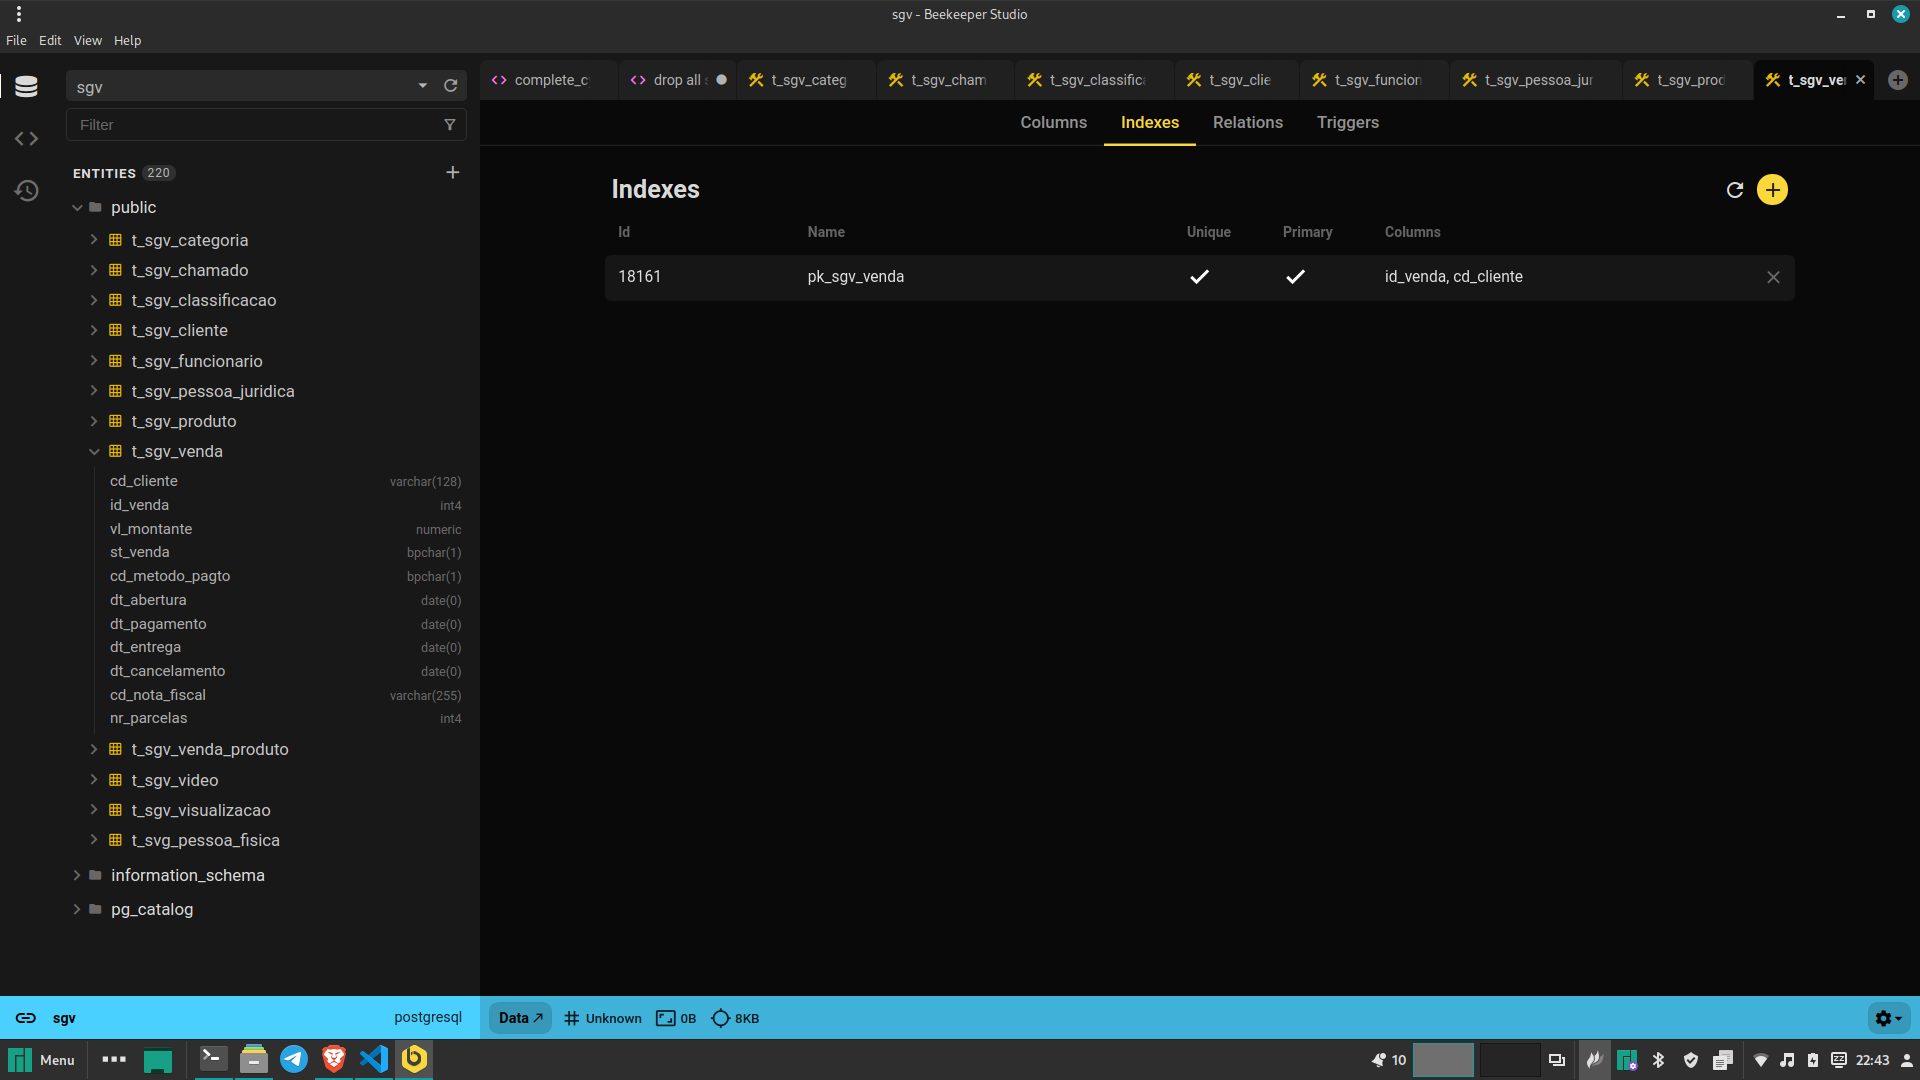 sgv - Beekeeper Studio
File Edit View Help
sgv
Filter
ENTITIES 220
public
t_sgv_categoria
t_sgv_chamado
t_sgv_classificacao
t_sgv_cliente
t_sgv_funcionario
t_sgv_pessoa_juridica
t_sgv_produto
t_sgv_venda
cd_cliente varchar(128)
id_venda int4
vl_montante numeric
st_venda bpchar(1)
cd_metodo_pagto bpchar(1)
dt_abertura date(0)
dt_pagamento date(0)
dt_entrega date(0)
dt_cancelamento date(0)
cd_nota_fiscal varchar(255)
nr_parcelas int4
t_sgv_venda_produto
t_sgv_video
t_sgv_visualizacao
t_svg_pessoa_fisica
information_schema
pg_catalog
complete_c drop all t_sgv_categ t_sgv_cham t_sgv_classific t_sgv_clie t_sgv_funcion t_sgv_pessoa_jur t_sgv_prod t_sgv_ve
Columns Indexes Relations Triggers
Indexes
Id Name Unique Primary Columns
18161 pk_sgv_venda id_venda, cd_cliente
sgv postgresql Data Unknown 0B 8KB
Menu 10 22:43